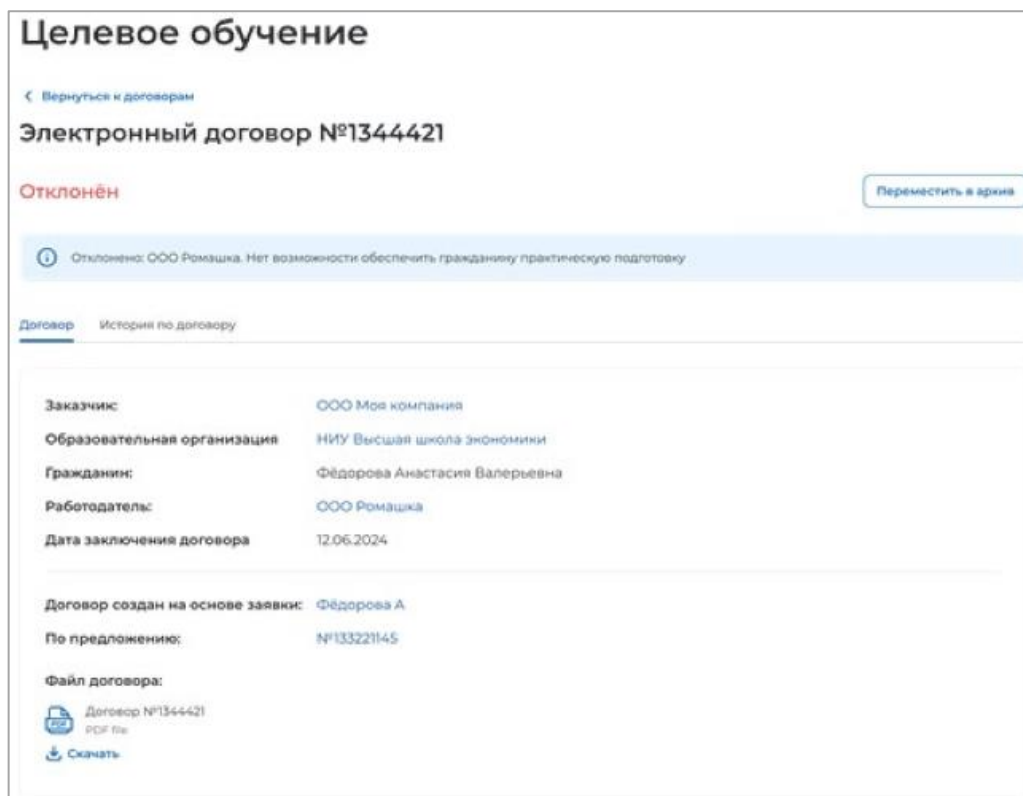 Целевое обучение
Вернуться к договорам
Электронный договор №1344421
Отклонён
Переместить в архив
Отклонено: ООО Ромашка. Нет возможности обеспечить гражданину практическую подготовку
Договор История по договору
Заказчик: ООО Моя компания
Образовательная организация НИУ Высшая школа экономики
Гражданин: Фёдорова Анастасия Валерьевна
Работодатель: ООО Ромашка
Дата заключения договора 12.06.2024
Договор создан на основе заявки: Фёдорова А
По предложению: №133221145
Файл договора:
Договор №1344421
PDF
PDF file
Скачать